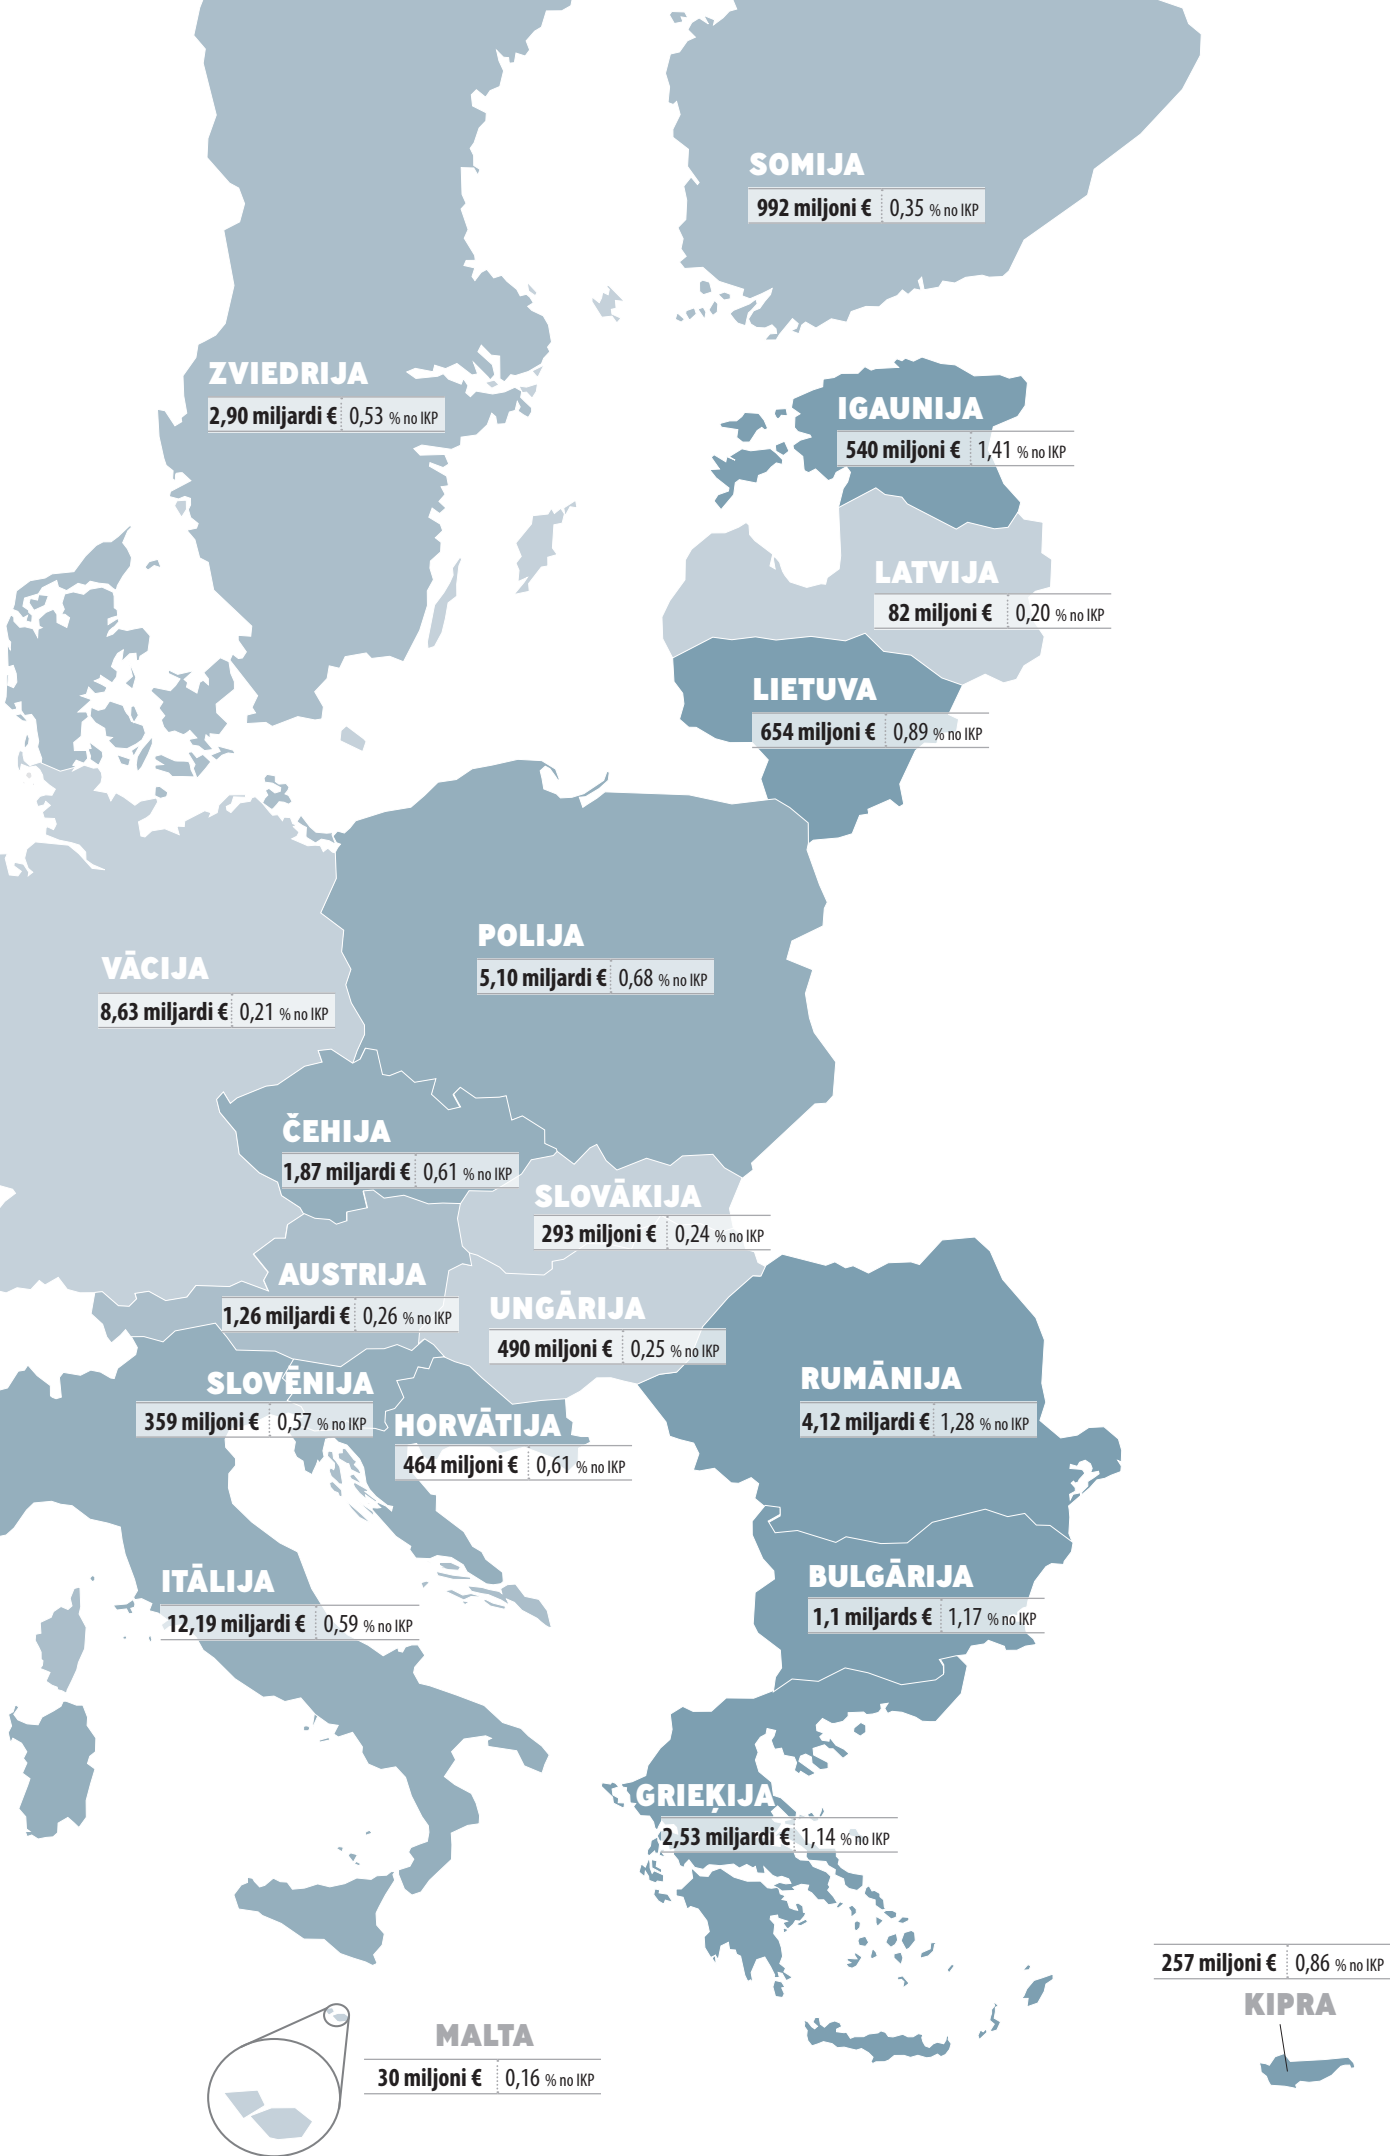 SOMIJA
992 miljoni € 0,35 % no IKP
ZVIEDRIJA
2,90 miljardi € 0,53 % no IKP
IGAUNIJA
540 miljoni € 1,41 % no IKP
LATVIJA
82 miljoni € 0,20 % no IKP
LIETUVA
654 miljoni € 0,89 % no IKP
POLIJA
5,10 miljardi € 0,68 % no IKP
VĀCIJA
8,63 miljardi € 0,21 % no IKP
ČEHIJA
1,87 miljardi € 0,61 % no IKP
SLOVĀKIJA
293 miljoni € 0,24 % no IKP
AUSTRIJA
1,26 miljardi € 0,26 % no IKP
UNGĀRIJA
490 miljoni € 0,25 % no IKP
RUMĀNIJA
4,12 miljardi € 1,28 % no IKP
SLOVĒNIJA
359 miljoni € 0,57 % no IKP
HORVĀTIJA
464 miljoni € 0,61 % no IKP
ITĀLIJA
12,19 miljardi € 0,59 % no IKP
BULGĀRIJA
1,1 miljards € 1,17 % no IKP
GRIEĶIJA
2,53 miljardi € 1,14 % no IKP
257 miljoni € 0,86 % no IKP
KIPRA
MALTA
30 miljoni € 0,16 % no IKP